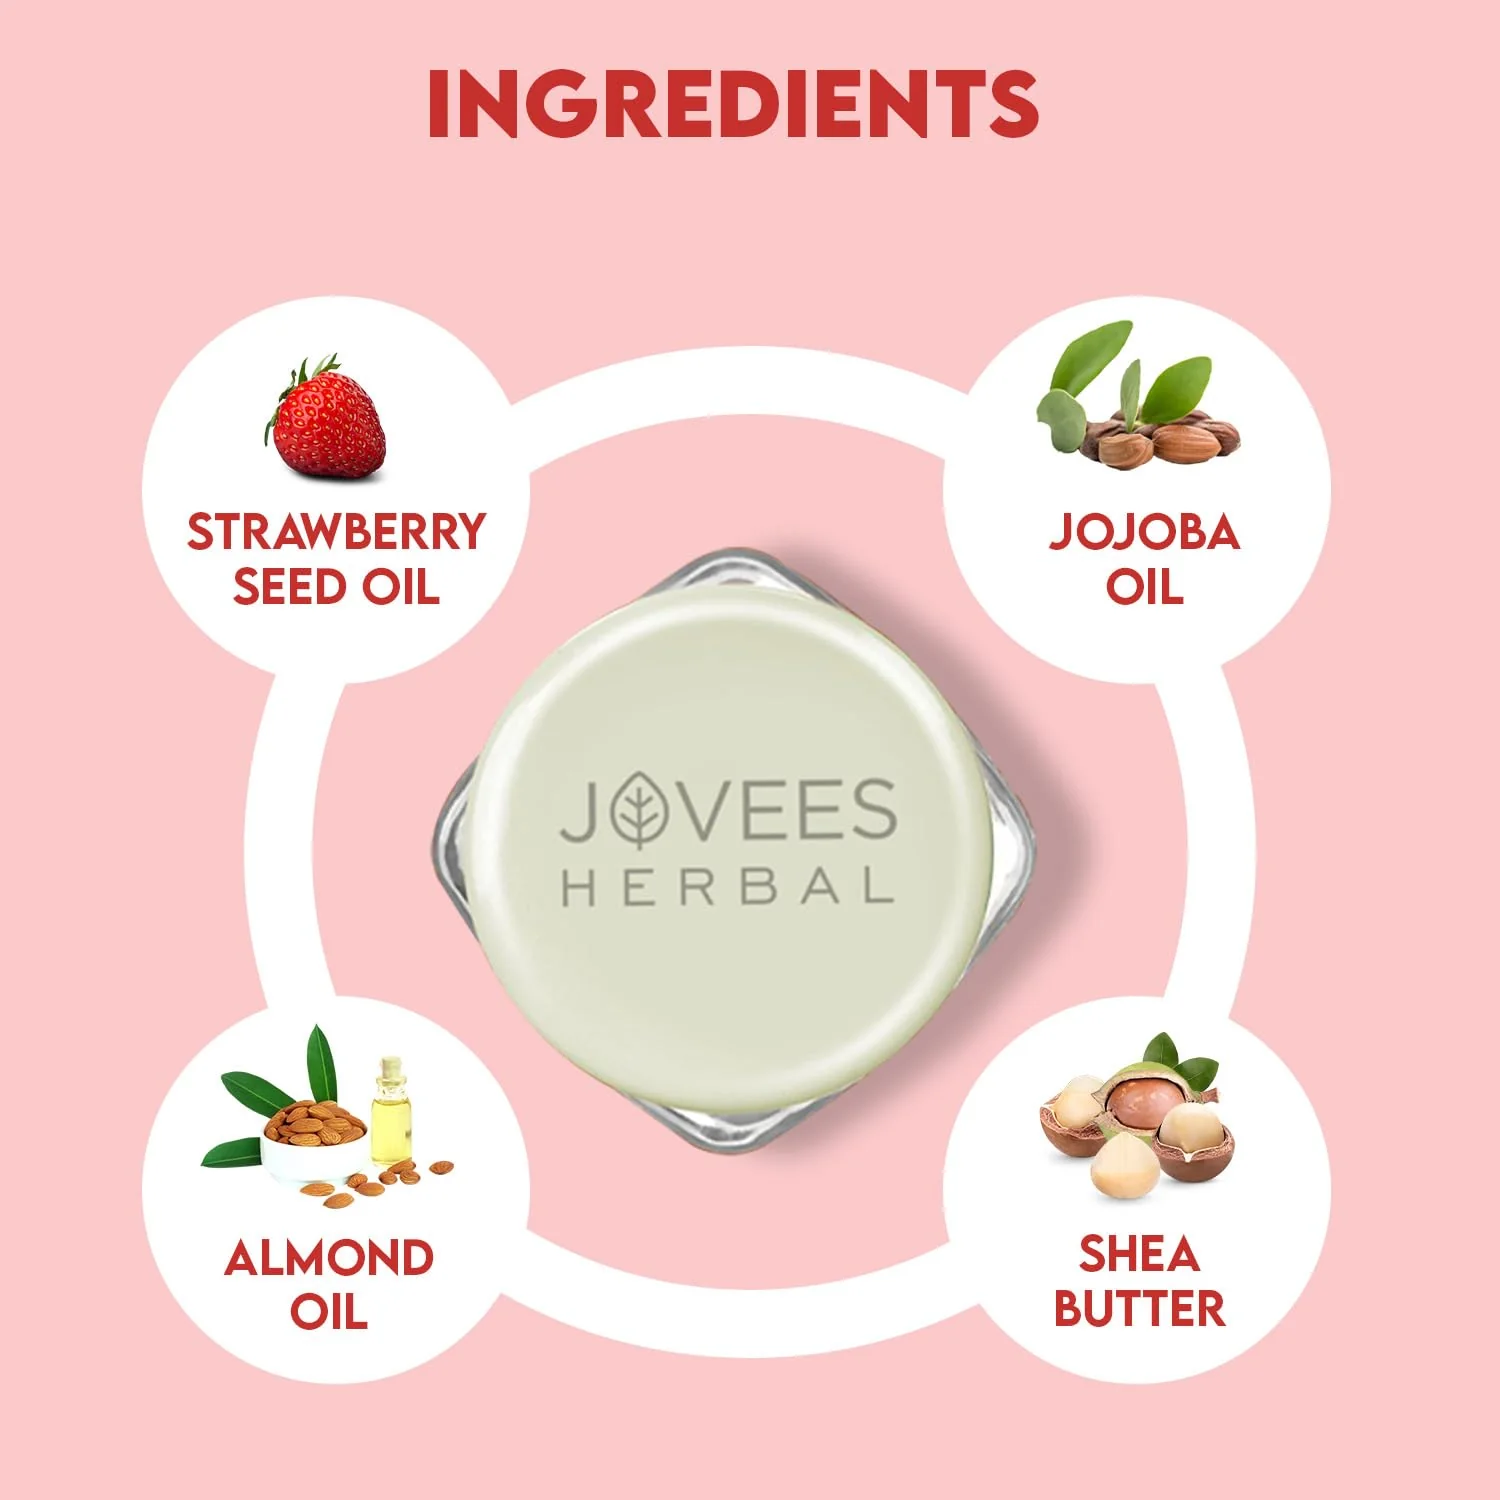 INGREDIENTS
STRAWBERRY
SEED OIL
JOJOBA
OIL
JOVEES
HERBAL
ALMOND
OIL
SHEA
BUTTER